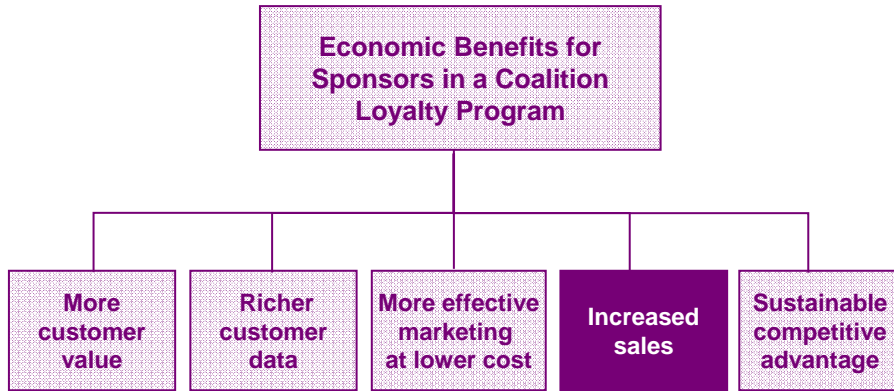 Economic Benefits for
Sponsors in a Coalition
Loyalty Program
More
customer
value
Richer
customer
data
More effective
marketing
at lower cost
Increased
sales
Sustainable
competitive
advantage